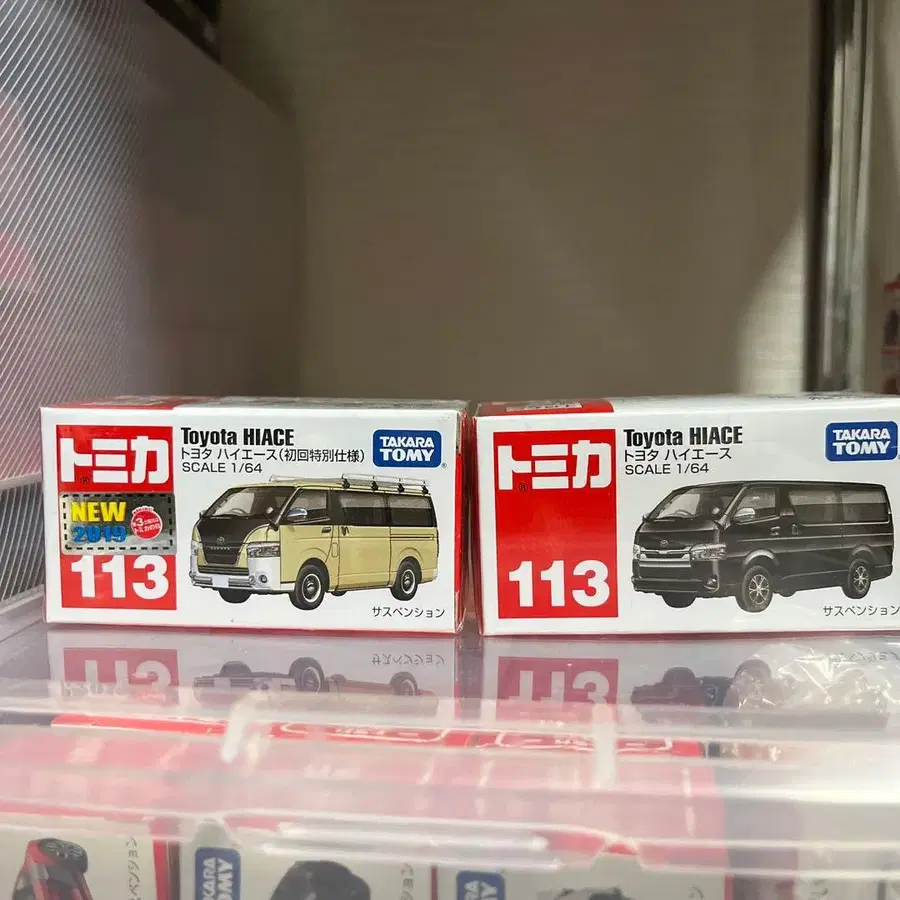 トミカ
NEW
2019
113
Toyota HIACE
トヨタ ハイエース(初回特別仕様)
SCALE 1/64
TAKARA
TOMY
サスペンション
トミカ
113
Toyota HIACE
トヨタ ハイエース
SCALE 1/64
TAKARA
TOMY
サスペンション
TAKARA
TOMY